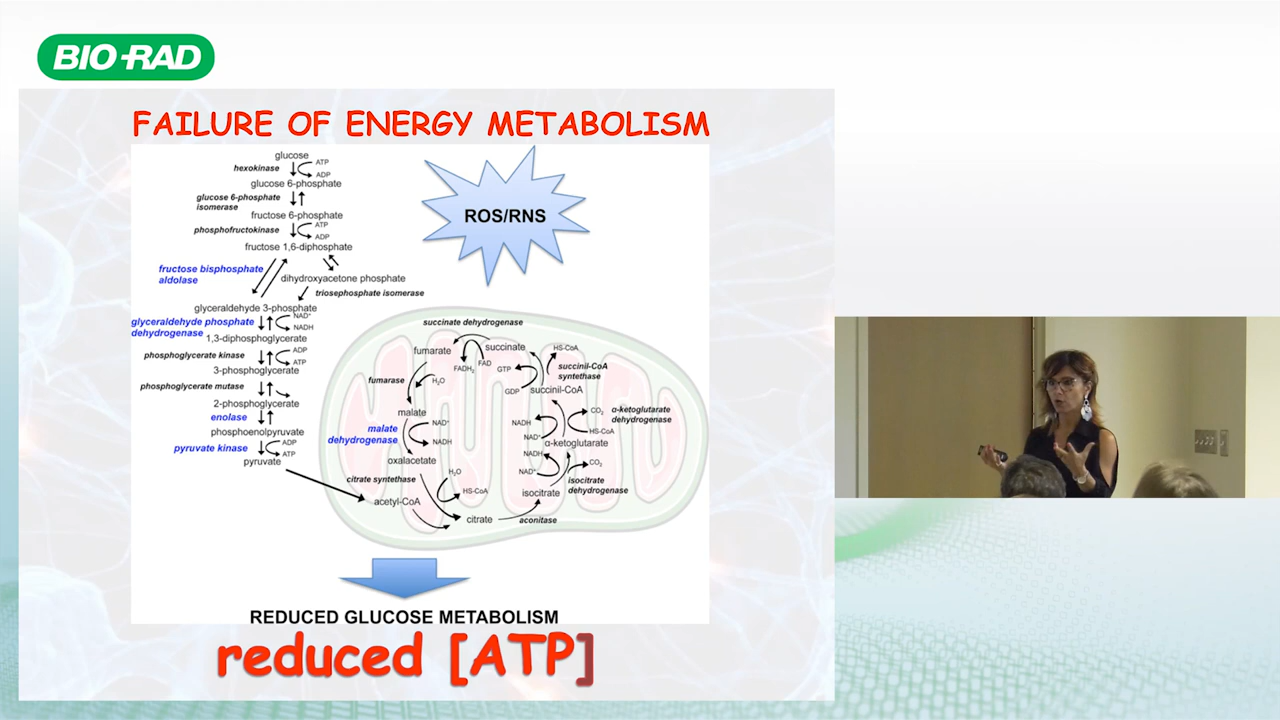 BIO-RAD
FAILURE OF ENERGY METABOLISM
glucose
hexokinase
ATP
ADP
glucose 6-phosphate
glucose 6-phosphate
isomerase
fructose 6-phosphate
phosphofructokinase
ATP
ADP
fructose 1,6-diphosphate
fructose bisphosphate
aldolase
dihydroxyacetone phosphate
triosephosphate isomerase
glyceraldehyde 3-phosphate
glyceraldehyde phosphate
dehydrogenase
NAD⁺
NADH
1,3-diphosphoglycerate
phosphoglycerate kinase
ADP
ATP
3-phosphoglycerate
phosphoglycerate mutase
2-phosphoglycerate
enolase
phosphoenolpyruvate
pyruvate kinase
ADP
ATP
pyruvate
ROS/RNS
succinate dehydrogenase
fumarate
succinate
FADH₂
FAD
GTP
GDP
HS-CoA
succinil-CoA
syntethase
succinil-CoA
fumarase
H₂O
malate
malate
dehydrogenase
NAD⁺
NADH
oxalacetate
citrate syntethase
H₂O
HS-CoA
acetyl-CoA
citrate
aconitase
isocitrate
isocitrate
dehydrogenase
NADH
NAD⁺
CO₂
α-ketoglutarate
NADH
NAD⁺
CO₂
HS-CoA
α-ketoglutarate
dehydrogenase
REDUCED GLUCOSE METABOLISM
reduced [ATP]